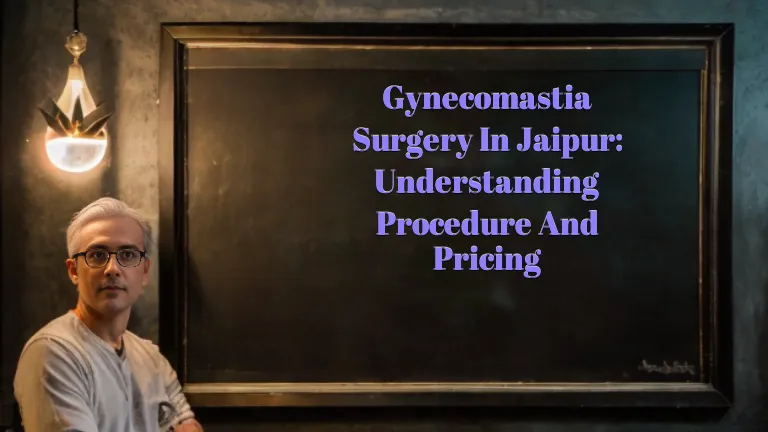 Gynecomastia
Surgery In Jaipur:
Understanding
Procedure And
Pricing